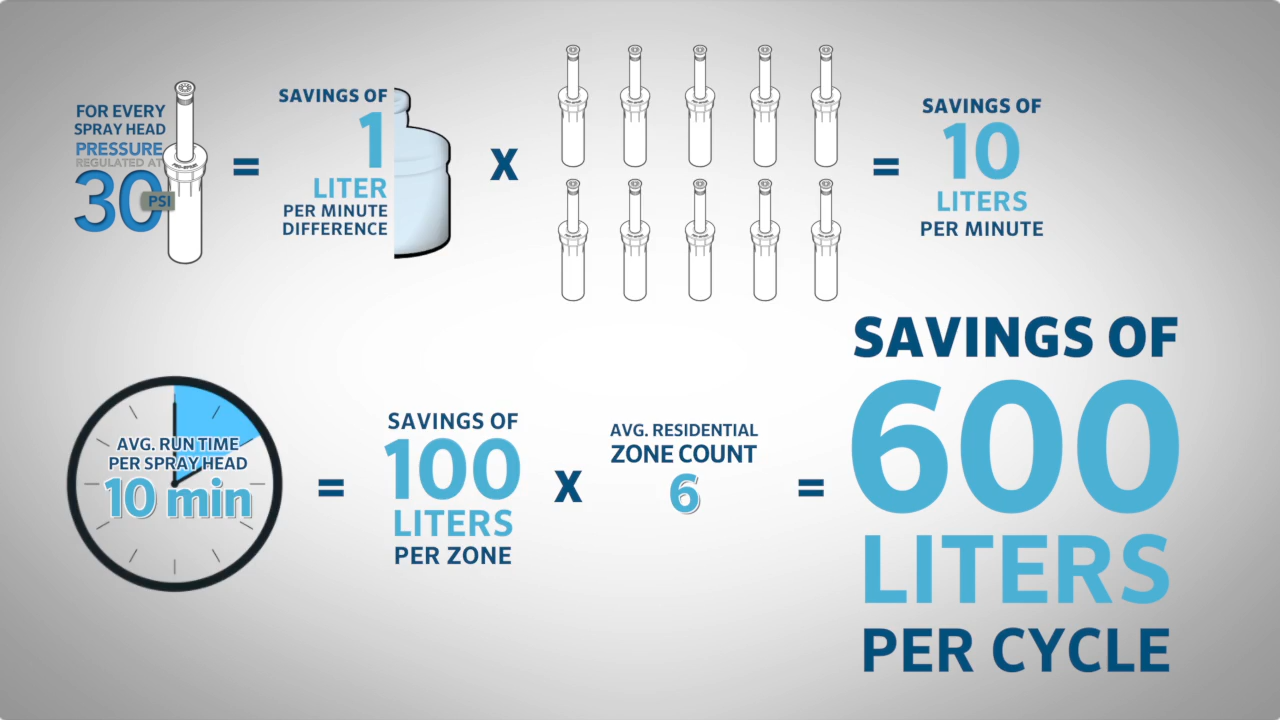 FOR EVERY
SPRAY HEAD
PRESSURE
REGULATED AT
30 PSI
=
SAVINGS OF
1
LITER
PER MINUTE
DIFFERENCE
X
=
SAVINGS OF
10
LITERS
PER MINUTE
AVG. RUN TIME
PER SPRAY HEAD
10 min
=
SAVINGS OF
100
LITERS
PER ZONE
X
AVG. RESIDENTIAL
ZONE COUNT
6
=
SAVINGS OF
600
LITERS
PER CYCLE